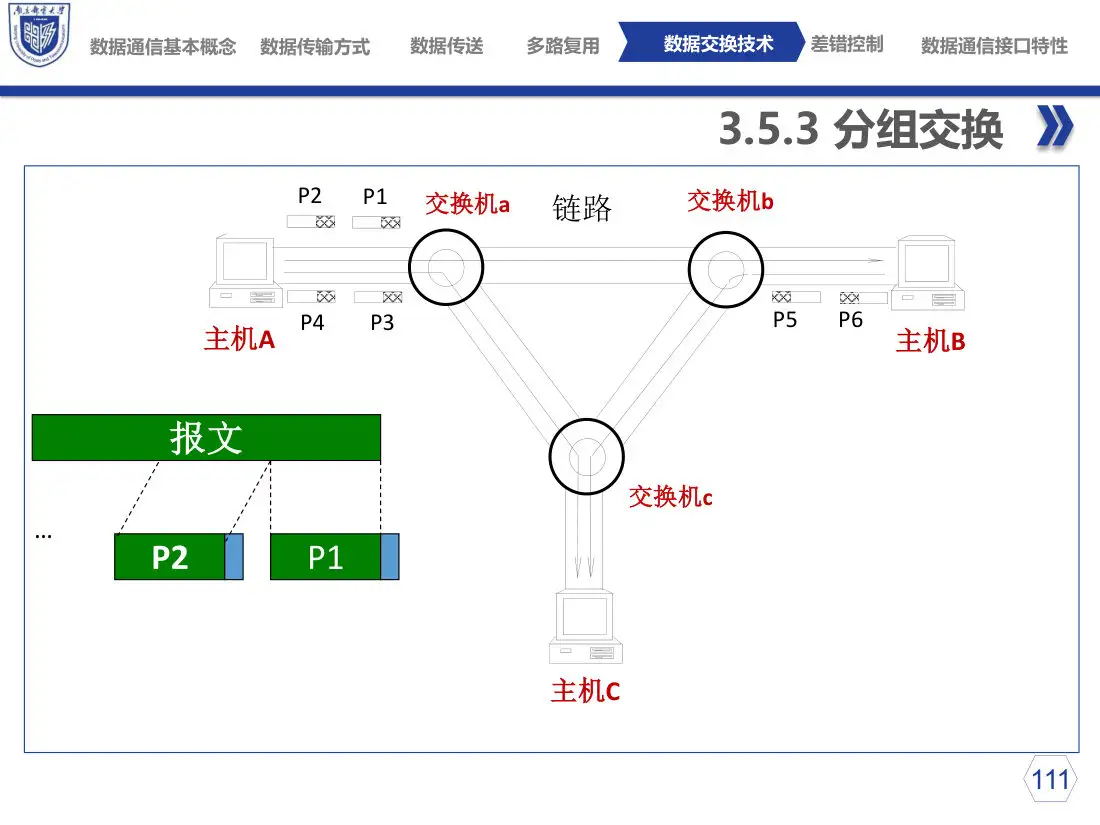 数据通信基本概念 数据传输方式 数据传送 多路复用 数据交换技术 差错控制 数据通信接口特性
3.5.3 分组交换
P2 P1 交换机a 链路 交换机b
P4 P3 P5 P6
主机A 主机B
报文
交换机c
...
P2 P1
主机C
111